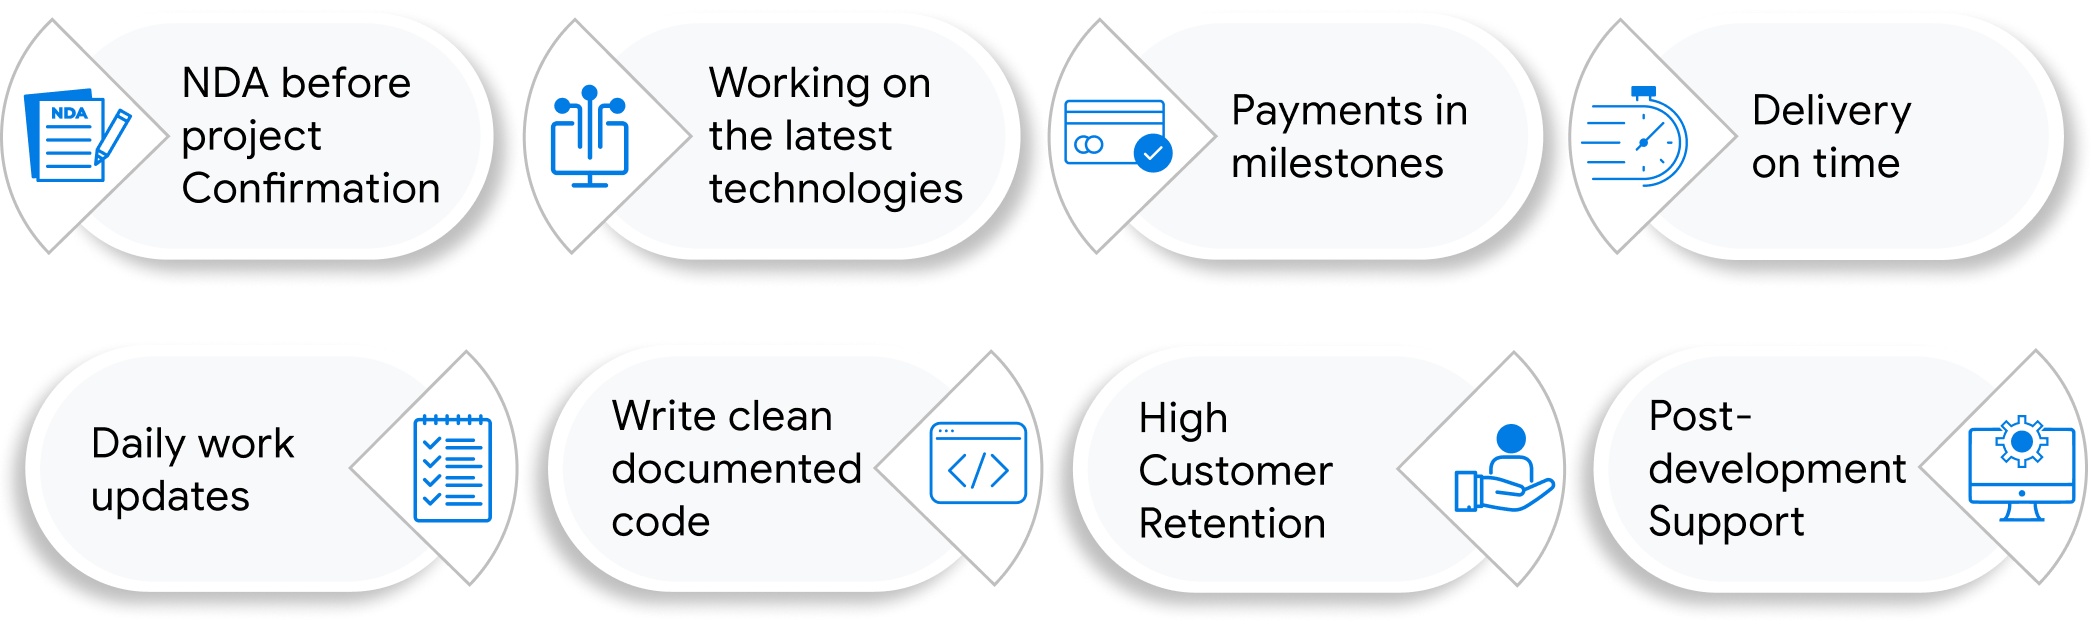 NDA
NDA before
project
Confirmation
Working on
the latest
technologies
Payments in
milestones
Delivery
on time
Daily work
updates
Write clean
documented
code
</>
High
Customer
Retention
Post-
development
Support